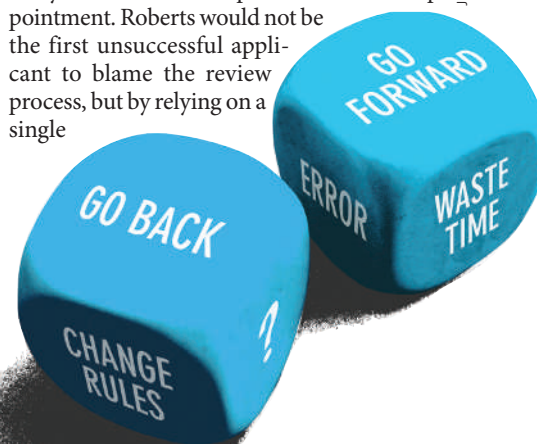 pointment. Roberts would not be
the first unsuccessful appli-
cant to blame the review
process, but by relying on a
single
GO
FORWARD
ERROR
WASTE
TIME
GO BACK
?
CHANGE
RULES